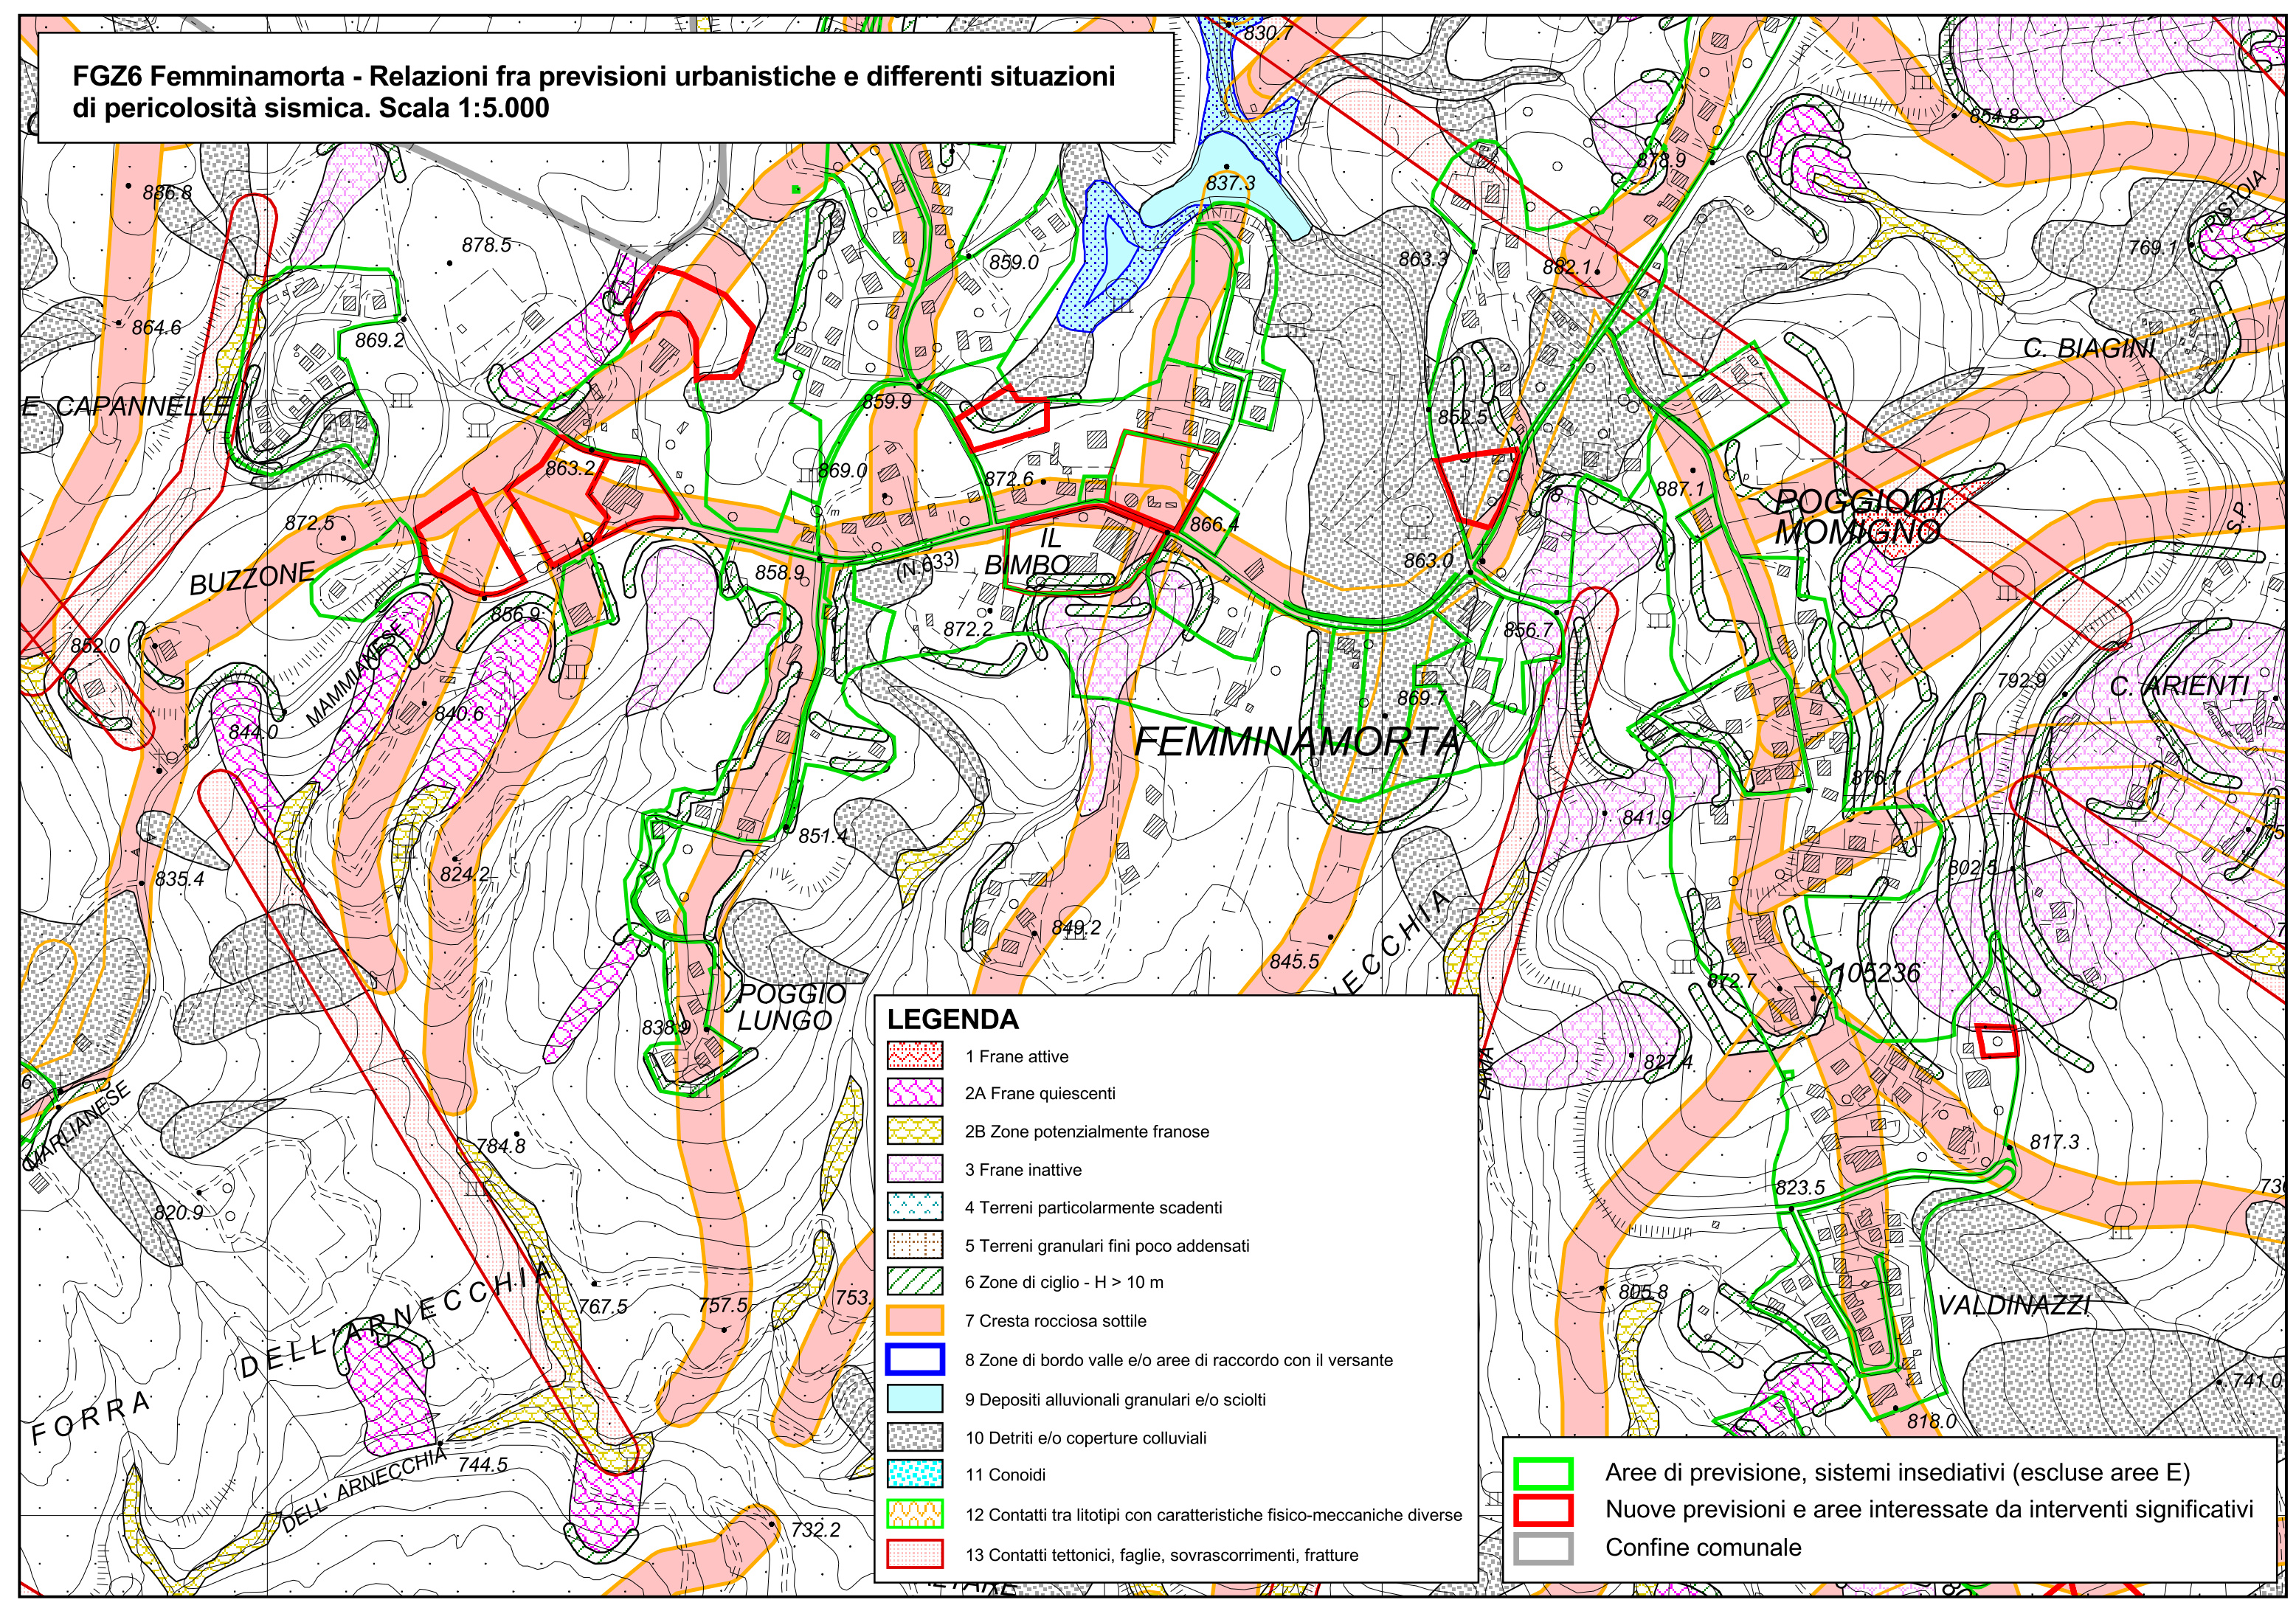 FGZ6 Femminamorta - Relazioni fra previsioni urbanistiche e differenti situazioni
di pericolosità sismica. Scala 1:5.000
830.7
854.8
886.8
837.3
878.9
PISTOIA
878.5
859.0
863.3
882.1
769.1
864.6
869.2
C. BIAGINI
E CAPANNELLE
859.9
852.5
863.2
869.0
872.6
887.1
POGGIODI
MOMIGNO
872.5
19
IL
BIMBO
866.4
S.P.
BUZZONE
858.9
(N.633)
863.0
856.9
872.2
856.7
852.0
MAMMIANESE
840.6
844.0
869.7
792.9
C. ARIENTI
FEMMINAMORTA
876.7
851.4
841.9
75
835.4
824.2
802.5
849.2
VECCHIA
845.5
872.7
105236
POGGIO
LUNGO
838.9
827.4
LAMA
6
MARLIANESE
784.8
817.3
820.9
823.5
DELL'ARNECCHIA
767.5
757.5
753.
805.8
VALDINAZZI
FORRA
741.0
818.0
744.5
DELL' ARNECCHIA
732.2
LEGENDA
1 Frane attive
2A Frane quiescenti
2B Zone potenzialmente franose
3 Frane inattive
4 Terreni particolarmente scadenti
5 Terreni granulari fini poco addensati
6 Zone di ciglio - H > 10 m
7 Cresta rocciosa sottile
8 Zone di bordo valle e/o aree di raccordo con il versante
9 Depositi alluvionali granulari e/o sciolti
10 Detriti e/o coperture colluviali
11 Conoidi
12 Contatti tra litotipi con caratteristiche fisico-meccaniche diverse
13 Contatti tettonici, faglie, sovrascorrimenti, fratture
Aree di previsione, sistemi insediativi (escluse aree E)
Nuove previsioni e aree interessate da interventi significativi
Confine comunale